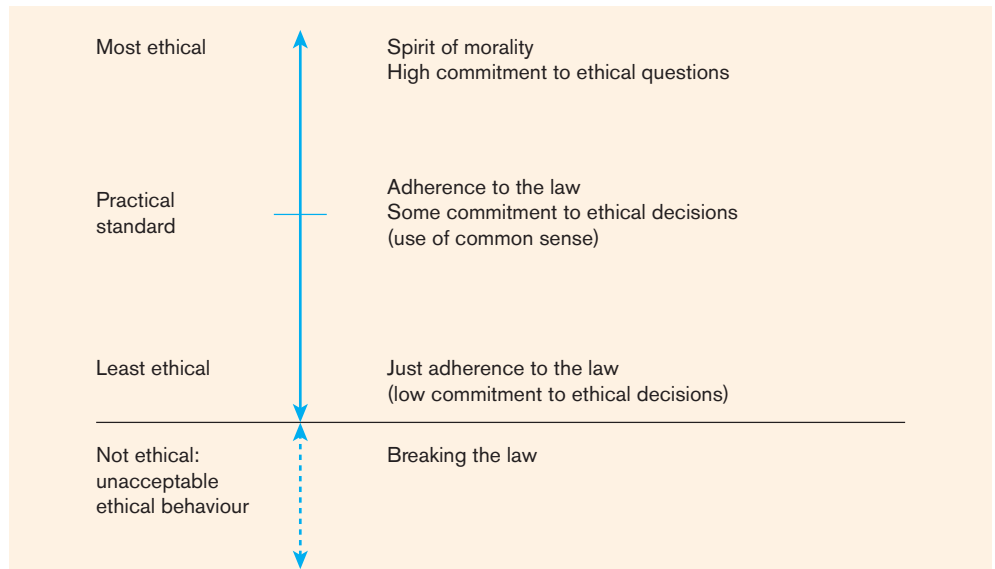 Most ethical
Spirit of morality
High commitment to ethical questions
Practical
standard
Adherence to the law
Some commitment to ethical decisions
(use of common sense)
Least ethical
Just adherence to the law
(low commitment to ethical decisions)
Not ethical:
unacceptable
ethical behaviour
Breaking the law